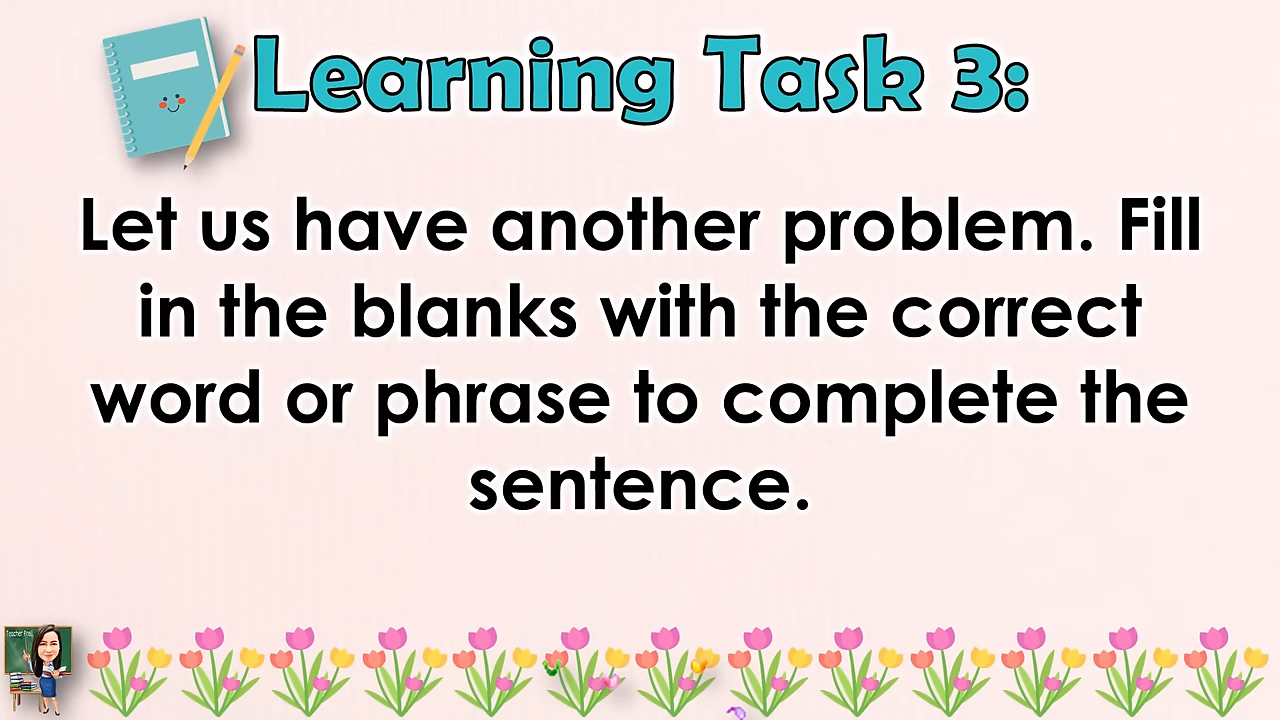 Learning Task 3:
Let us have another problem. Fill
in the blanks with the correct
word or phrase to complete the
sentence.